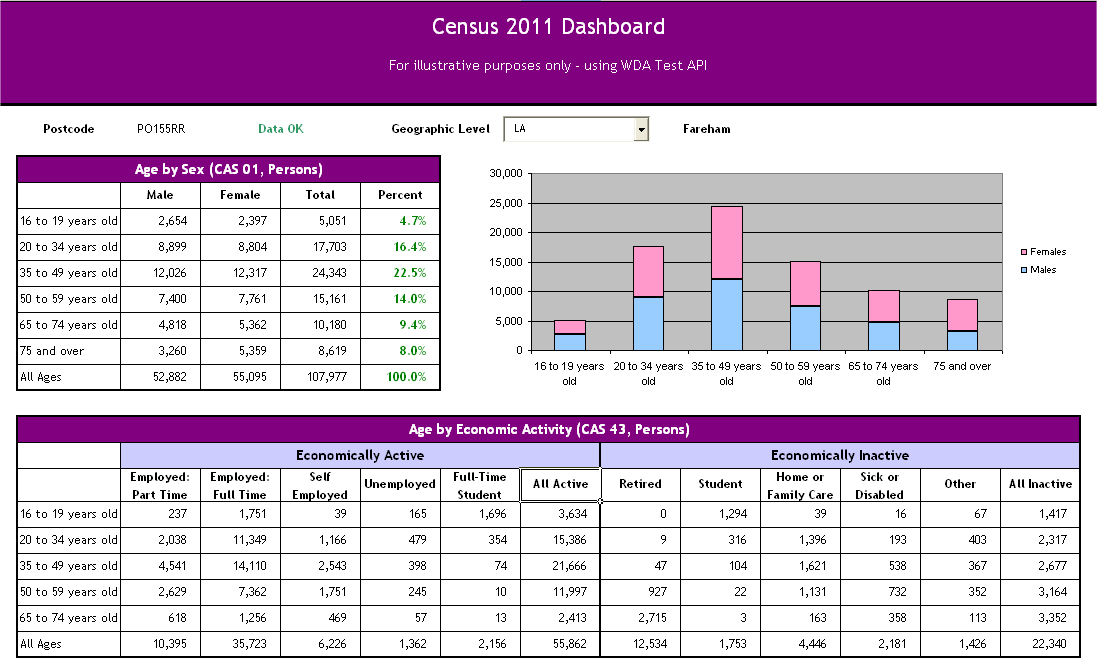 Census 2011 Dashboard
For illustrative purposes only - using WDA Test API
Postcode PO155RR Data OK Geographic Level LA Fareham
Age by Sex (CAS 01, Persons)
Male Female Total Percent
16 to 19 years old 2,654 2,397 5,051 4.7%
20 to 34 years old 8,899 8,804 17,703 16.4%
35 to 49 years old 12,026 12,317 24,343 22.5%
50 to 59 years old 7,400 7,761 15,161 14.0%
65 to 74 years old 4,818 5,362 10,180 9.4%
75 and over 3,260 5,359 8,619 8.0%
All Ages 52,882 55,095 107,977 100.0%
30,000
25,000
20,000
15,000
10,000
5,000
0
16 to 19 years old
20 to 34 years old
35 to 49 years old
50 to 59 years old
65 to 74 years old
75 and over
Females
Males
Age by Economic Activity (CAS 43, Persons)
Economically Active Economically Inactive
Employed: Part Time Employed: Full Time Self Employed Unemployed Full-Time Student All Active Retired Student Home or Family Care Sick or Disabled Other All Inactive
16 to 19 years old 237 1,751 39 165 1,696 3,634 0 1,294 39 16 67 1,417
20 to 34 years old 2,038 11,349 1,166 479 354 15,386 9 316 1,396 193 403 2,317
35 to 49 years old 4,541 14,110 2,543 398 74 21,666 47 104 1,621 538 367 2,677
50 to 59 years old 2,629 7,362 1,751 245 10 11,997 927 22 1,131 732 352 3,164
65 to 74 years old 618 1,256 469 57 13 2,413 2,715 3 163 358 113 3,352
All Ages 10,395 35,723 6,226 1,362 2,156 55,862 12,534 1,753 4,446 2,181 1,426 22,340